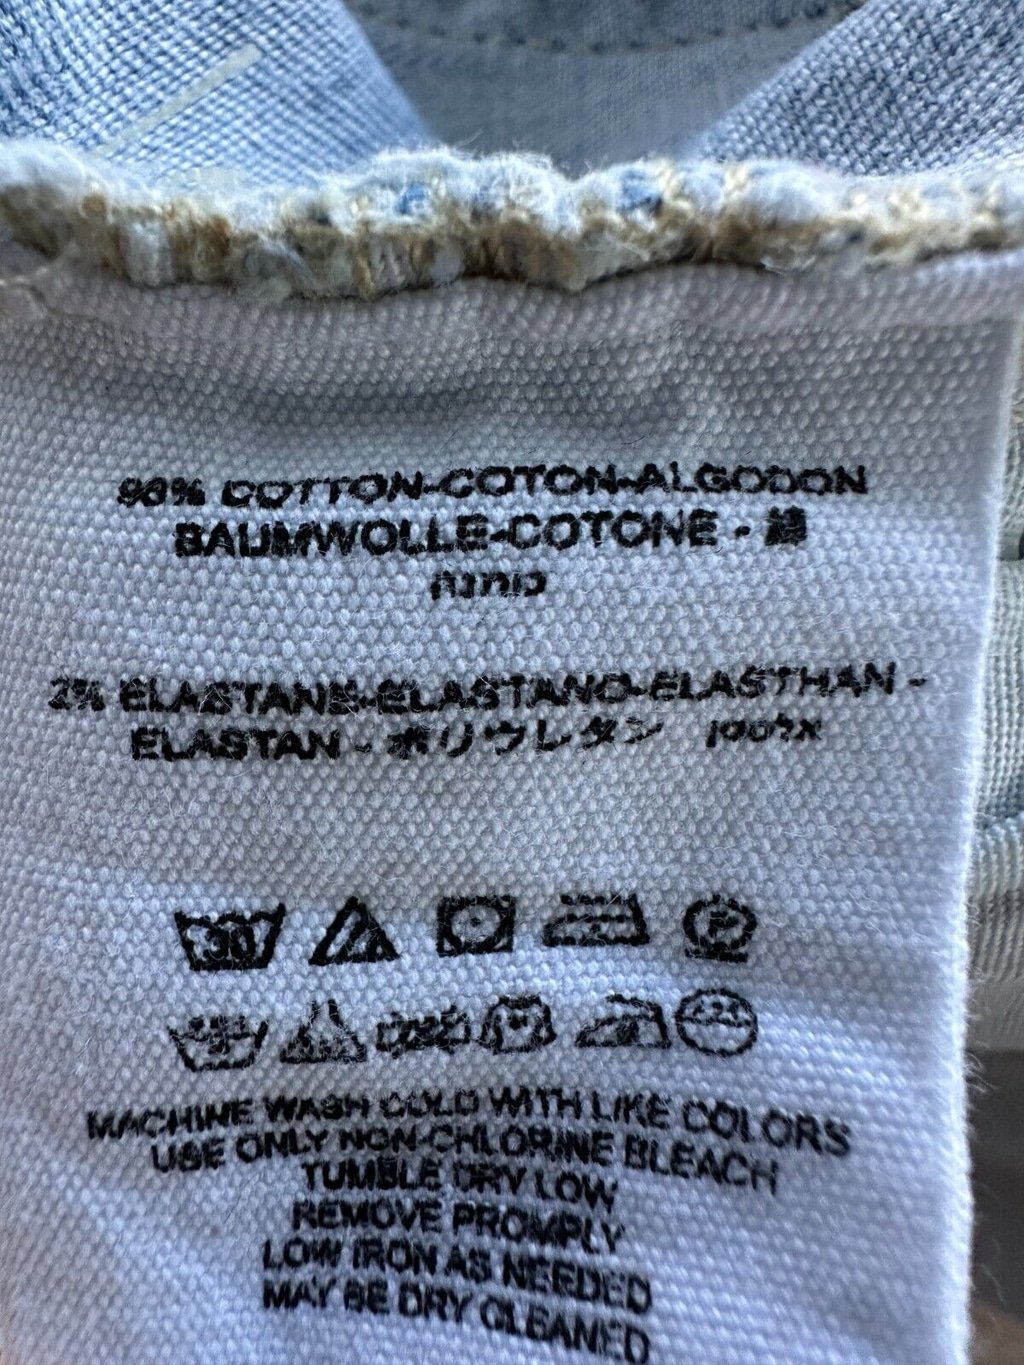 98% COTTON-COTON-ALGODON
BAUMWOLLE-COTONE - 綿
כותנה
2% ELASTANE-ELASTANO-ELASTHAN -
ELASTAN - ポリウレタン אלסטן
30 P
MACHINE WASH COLD WITH LIKE COLORS
USE ONLY NON-CHLORINE BLEACH
TUMBLE DRY LOW
REMOVE PROMPLY
LOW IRON AS NEEDED
MAY BE DRY CLEANED